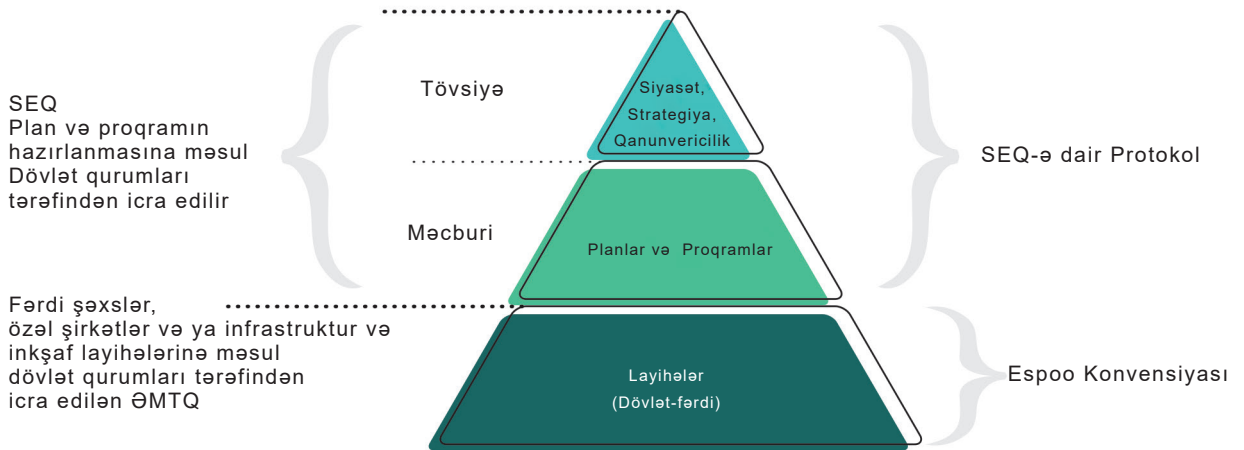 SEQ
Plan və proqramın
hazırlanmasına məsul
Dövlət qurumları
tərəfindən icra edilir
Tövsiyə
Məcburi
Siyasət,
Strategiya,
Qanunvericilik
Planlar və Proqramlar
SEQ-ə dair Protokol
Fərdi şəxslər,
özəl şirkətlər və ya infrastruktur və
inkşaf layihələrinə məsul
dövlət qurumları tərəfindən
icra edilən ƏMTQ
Layihələr
(Dövlət-fərdi)
Espoo Konvensiyası